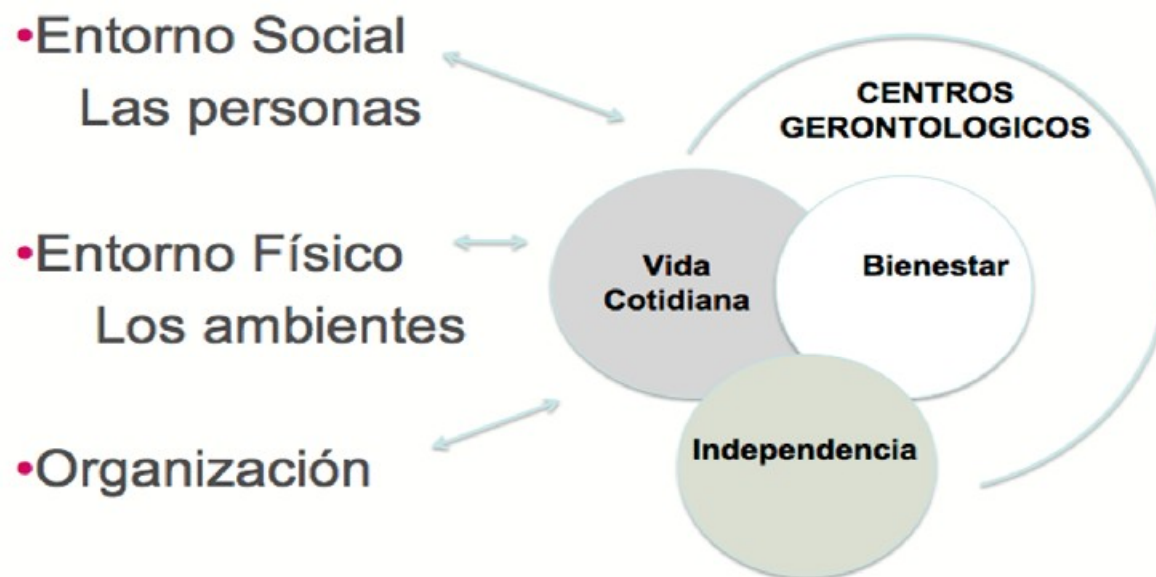 •Entorno Social
Las personas
•Entorno Físico
Los ambientes
•Organización
CENTROS
GERONTOLOGICOS
Vida
Cotidiana
Bienestar
Independencia